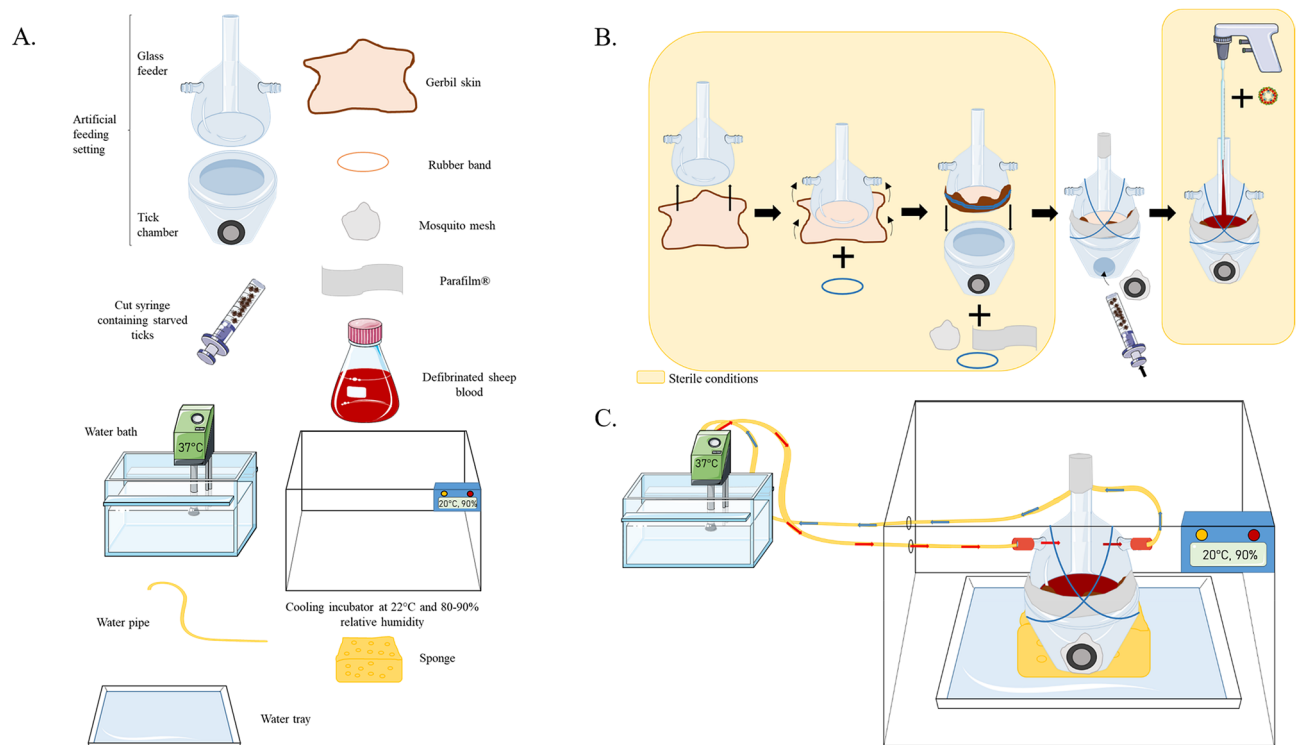 A.
Glass
feeder
Artificial
feeding
setting
Tick
chamber
Gerbil skin
Rubber band
Mosquito mesh
Parafilm®
Cut syringe
containing starved
ticks
Defibrinated sheep
blood
Water bath
37°C
20°C, 90%
Cooling incubator at 22°C and 80-90%
relative humidity
Water pipe
Sponge
Water tray
B.
Sterile conditions
C.
37°C
20°C, 90%